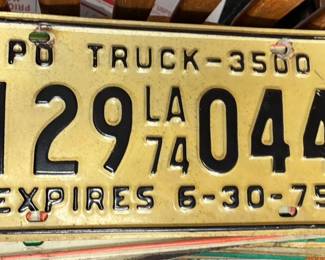 PO TRUCK-3500
129 LA 74 044
EXPIRES 6-30-75